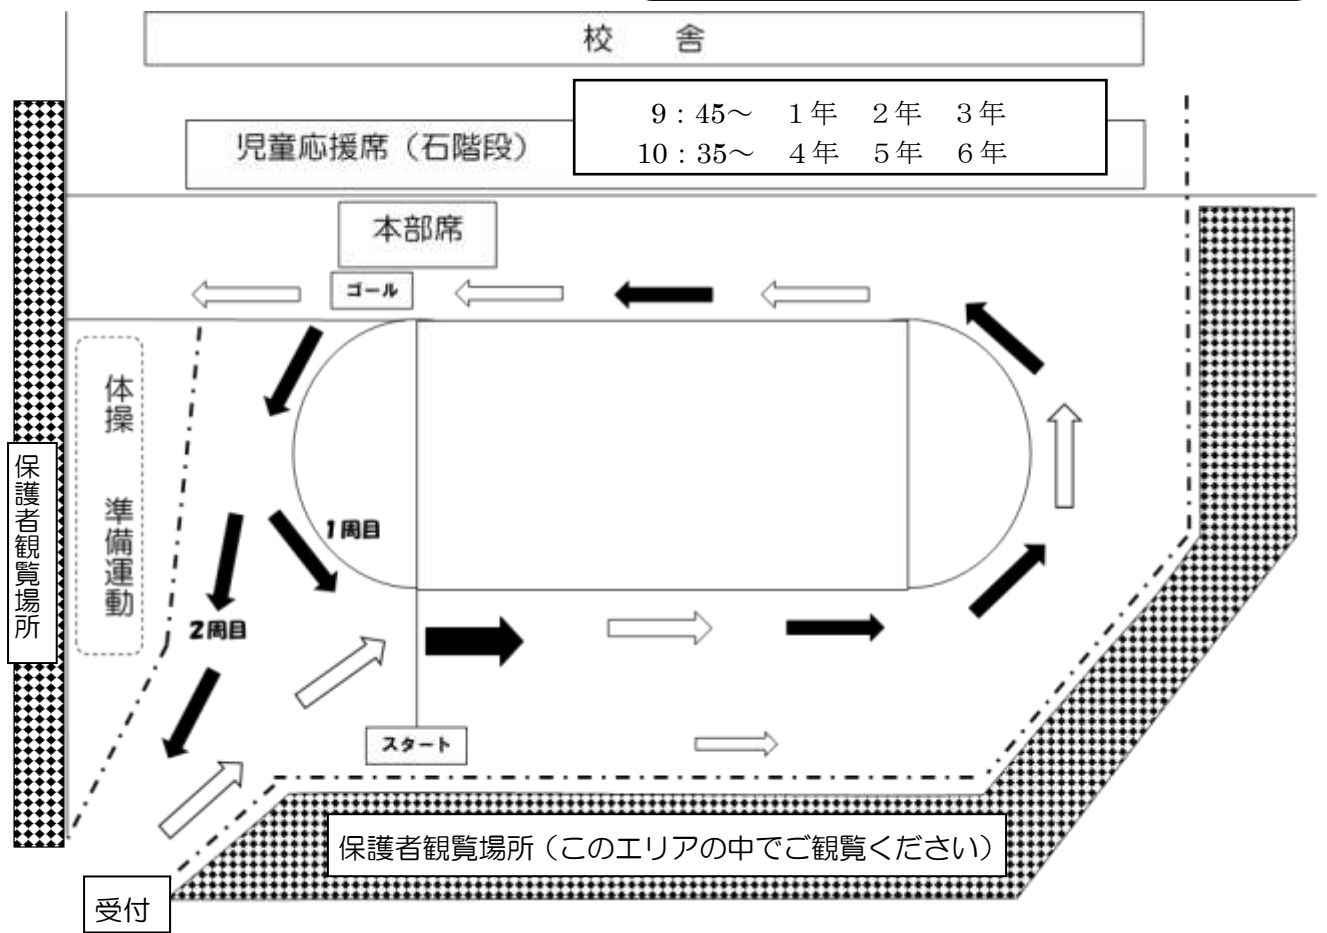 校　舎
9：45～　1年　2年　3年
10：35～　4年　5年　6年
児童応援席（石階段）
本部席
ゴール
体操　準備運動
保護者観覧場所
1周目
2周目
スタート
保護者観覧場所（このエリアの中でご観覧ください）
受付